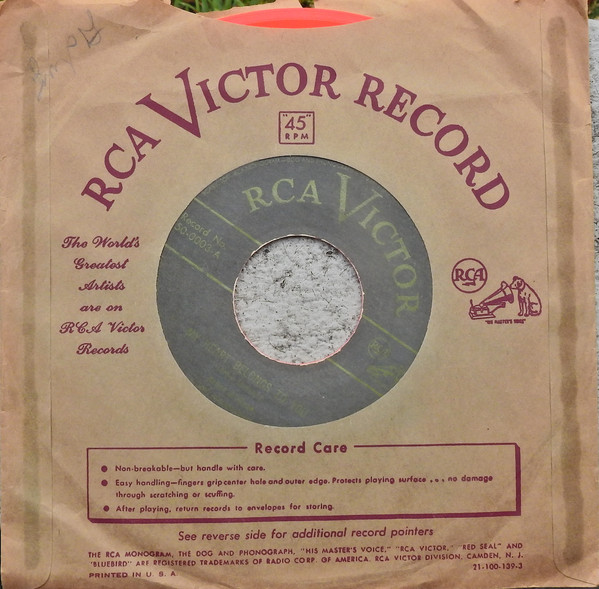 RCA VICTOR RECORD
"45"
RPM
RCA VICTOR
Record No.
50-0003-A
The World's
Greatest
Artists
are on
RCA Victor
Records
RCA
"HIS MASTER'S VOICE"
Record Care
● Non-breakable—but handle with care.
● Easy handling—fingers grip center hole and outer edge. Protects playing surface ... no damage
through scratching or scuffing.
● After playing, return records to envelopes for storing.
See reverse side for additional record pointers
THE RCA MONOGRAM, THE DOG AND PHONOGRAPH, "HIS MASTER'S VOICE," "RCA VICTOR," "RED SEAL" AND
"BLUEBIRD" ARE REGISTERED TRADEMARKS OF RADIO CORP. OF AMERICA. RCA VICTOR DIVISION, CAMDEN, N. J.
PRINTED IN U. S. A.
21-100-139-3